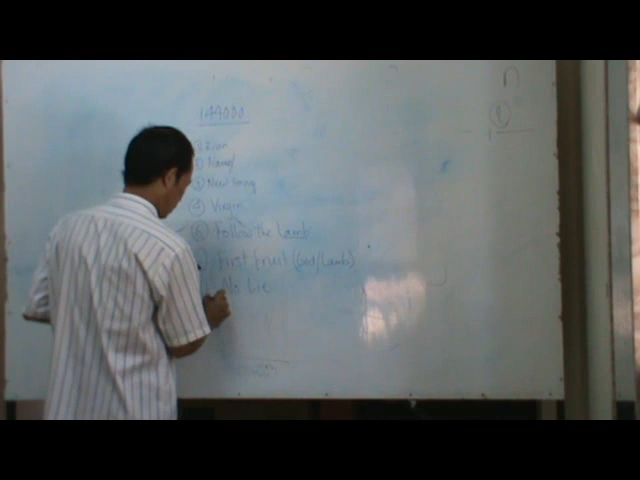 144000
① Zion
② Name
③ New Song
④ Virgin
⑤ Follow the Lamb
First Fruit (God/Lamb)
No Lie
n